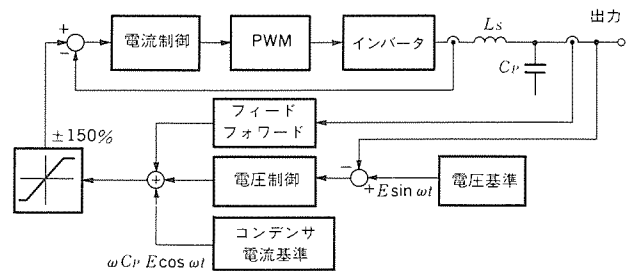 出力
電流制御
PWM
インバータ
Ls
CP
+
−
±150%
フィード
フォワード
電圧制御
−
+E sin ωt
電圧基準
+
コンデンサ
電流基準
ωCP E cos ωt